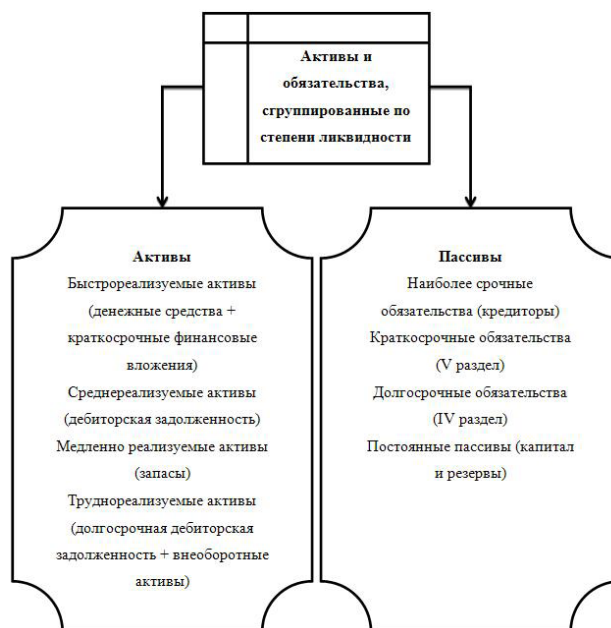 Активы и
обязательства,
сгруппированные по
степени ликвидности
Активы
Быстрореализуемые активы
(денежные средства +
краткосрочные финансовые
вложения)
Среднереализуемые активы
(дебиторская задолженность)
Медленно реализуемые активы
(запасы)
Труднореализуемые активы
(долгосрочная дебиторская
задолженность + внеоборотные
активы)
Пассивы
Наиболее срочные
обязательства (кредиторы)
Краткосрочные обязательства
(V раздел)
Долгосрочные обязательства
(IV раздел)
Постоянные пассивы (капитал
и резервы)